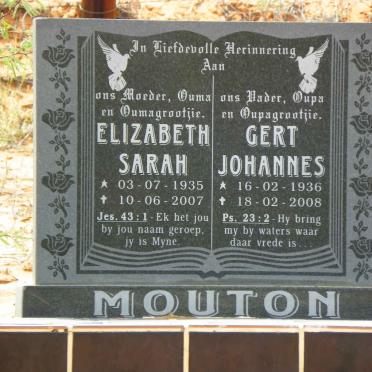 In Liefdevolle Herinnering
Aan
ons Moeder, Ouma
en Oumagrootjie.
ELIZABETH
SARAH
★ 03-07-1935
✝ 10-06-2007
Jes. 43:1 - Ek het jou
by jou naam geroep,
jy is Myne.
ons Vader, Oupa
en Oupagrootjie.
GERT
JOHANNES
★ 16-02-1936
✝ 18-02-2008
Ps. 23:2 - Hy bring
my by waters waar
daar vrede is...
MOUTON